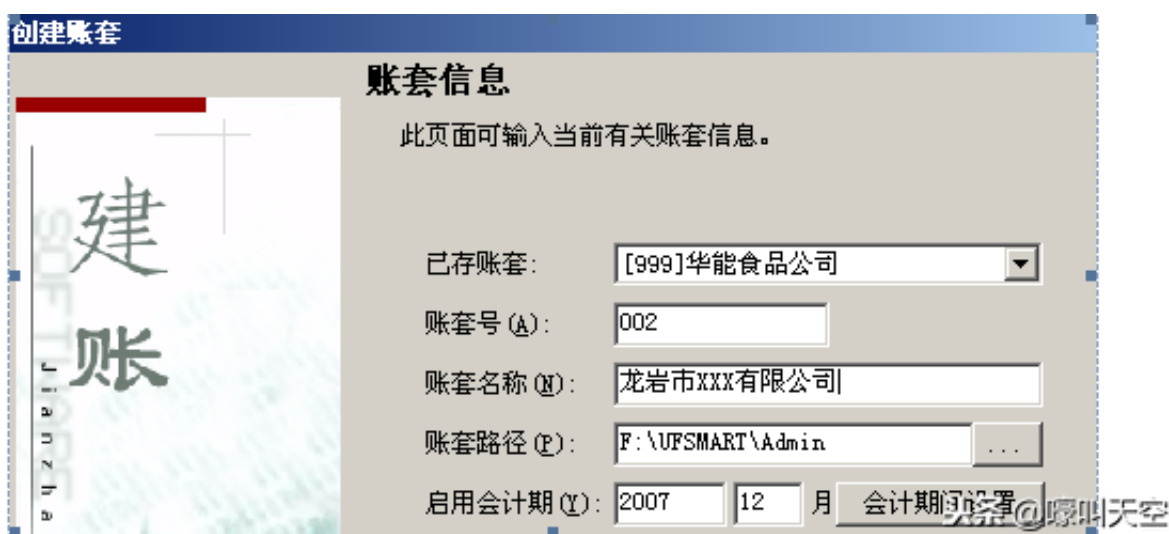 创建账套
账套信息
此页面可输入当前有关账套信息。
建账
SOFTWARE
Jianzha
已存账套: [999]华能食品公司
账套号(A): 002
账套名称(N): 龙岩市XXX有限公司
账套路径(P): F:\UFSMART\Admin ...
启用会计期(Y): 2007 12 月 会计期间设置
头条 @嚎叫天空